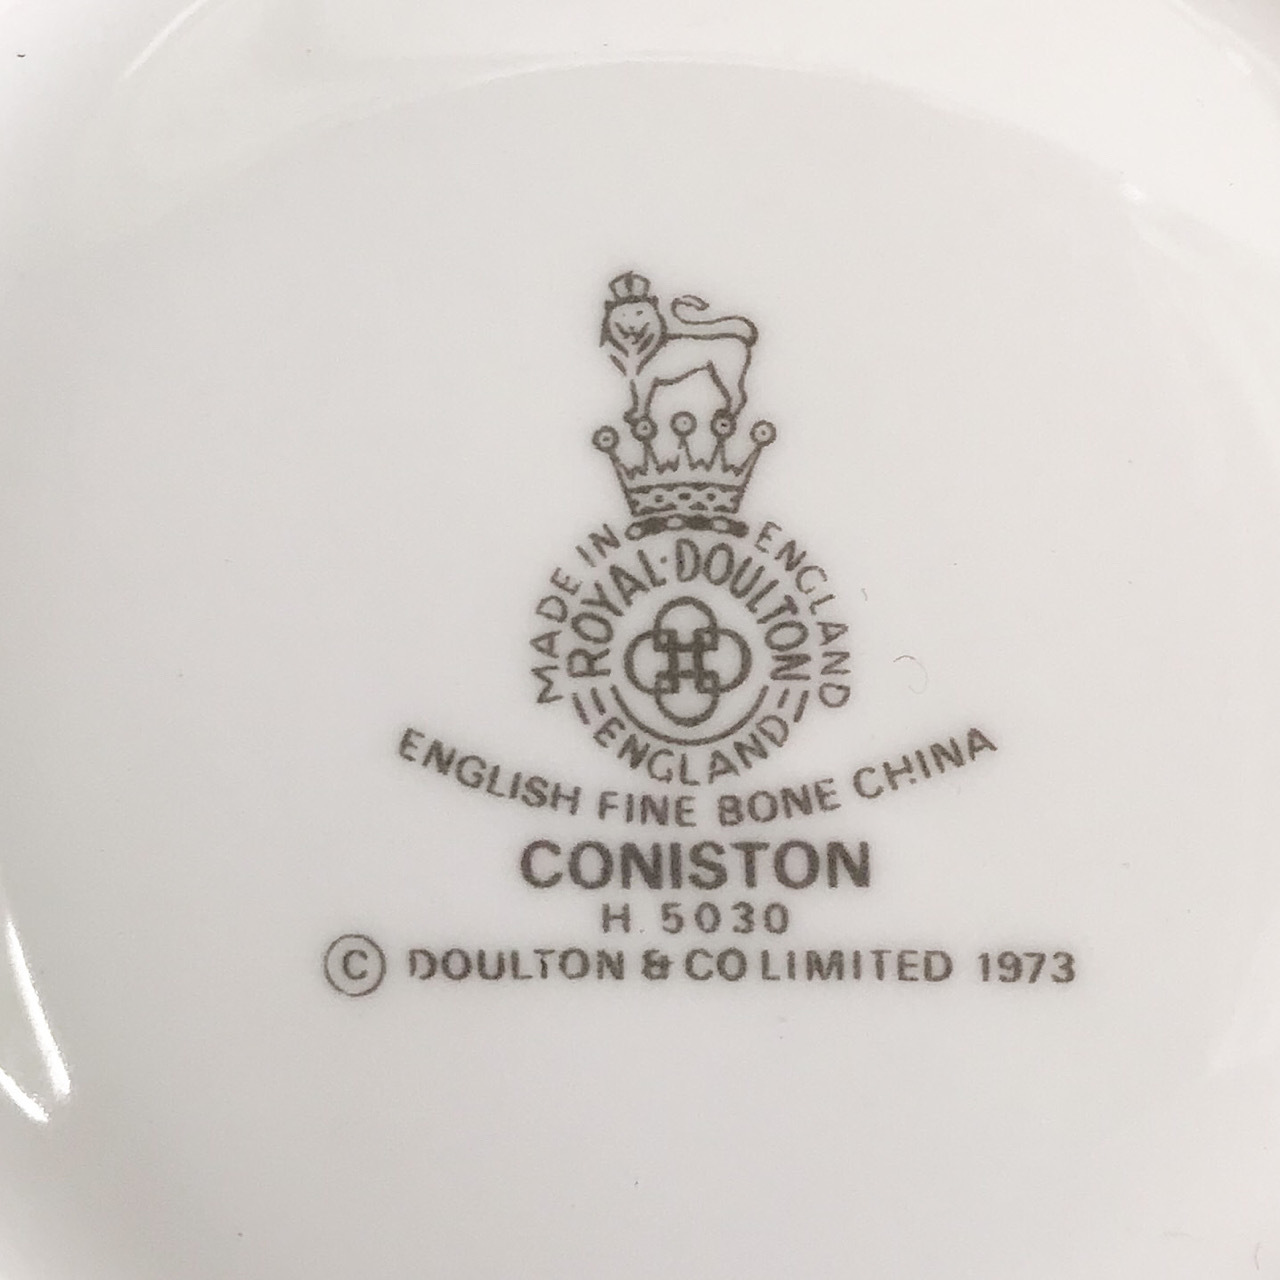 MADE IN ENGLAND
ROYAL·DOULTON
ENGLAND
ENGLISH FINE BONE CHINA
CONISTON
H. 5030
© DOULTON & CO LIMITED 1973